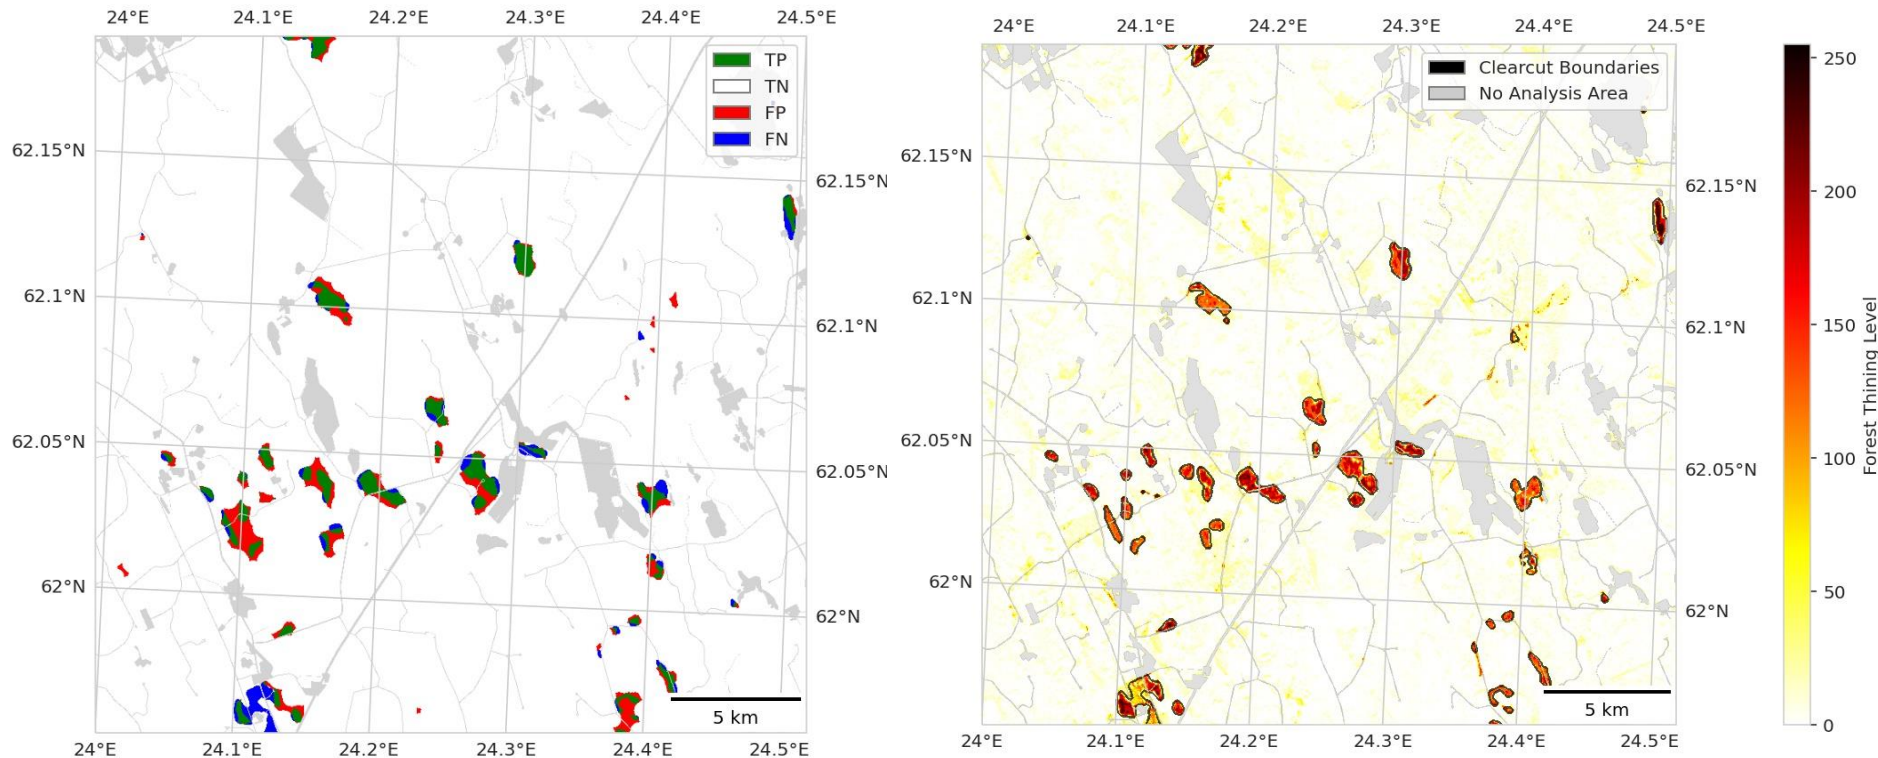 24°E 24.1°E 24.2°E 24.3°E 24.4°E 24.5°E
TP
TN
FP
FN
62.15°N
62.15°N
62.1°N
62.1°N
62.05°N
62.05°N
62°N
62°N
5 km
24°E 24.1°E 24.2°E 24.3°E 24.4°E 24.5°E
24°E 24.1°E 24.2°E 24.3°E 24.4°E 24.5°E
Clearcut Boundaries
No Analysis Area
62.15°N
62.15°N
62.1°N
62.1°N
62.05°N
62.05°N
62°N
62°N
5 km
24°E 24.1°E 24.2°E 24.3°E 24.4°E 24.5°E
250
200
150
100
50
0
Forest Thining Level